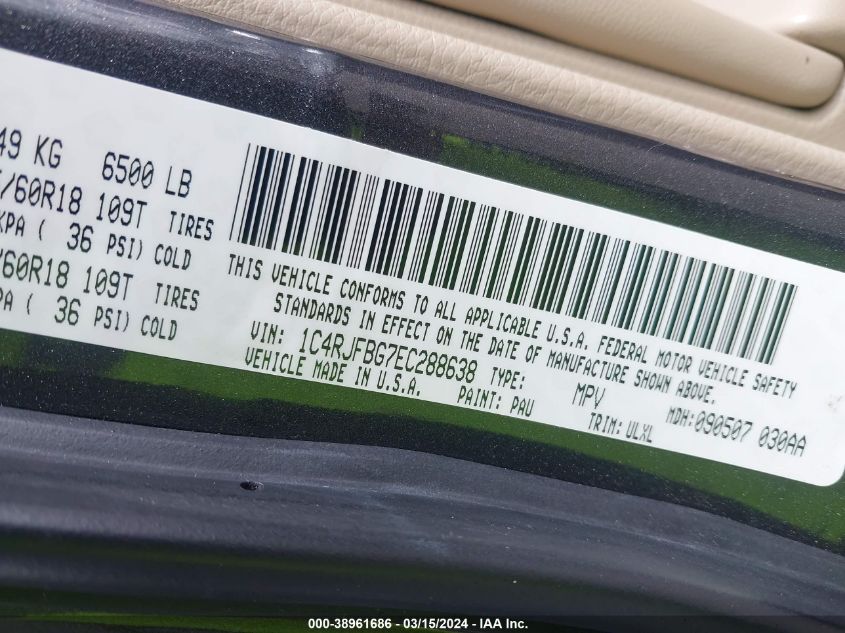 49 KG 6500 LB
/60R18 109T TIRES
KPA ( 36 PSI) COLD
/60R18 109T TIRES
PA ( 36 PSI) COLD
THIS VEHICLE CONFORMS TO ALL APPLICABLE U.S.A. FEDERAL MOTOR VEHICLE SAFETY
STANDARDS IN EFFECT ON THE DATE OF MANUFACTURE SHOWN ABOVE.
VIN: 1C4RJFBG7EC288638 TYPE: MPV MDH:090507 030AA
VEHICLE MADE IN U.S.A. PAINT: PAU TRIM: ULXL
000-38961686 - 03/15/2024 - IAA Inc.